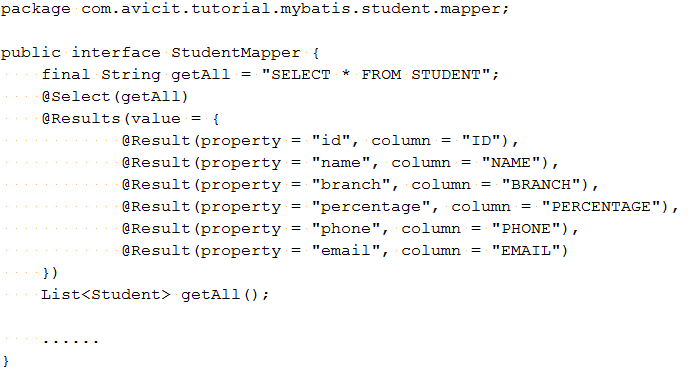 package com.avicit.tutorial.mybatis.student.mapper;
public interface StudentMapper {
final String getAll = "SELECT * FROM STUDENT";
@Select(getAll)
@Results(value = {
@Result(property = "id", column = "ID"),
@Result(property = "name", column = "NAME"),
@Result(property = "branch", column = "BRANCH"),
@Result(property = "percentage", column = "PERCENTAGE"),
@Result(property = "phone", column = "PHONE"),
@Result(property = "email", column = "EMAIL")
})
List<Student> getAll();
......
}